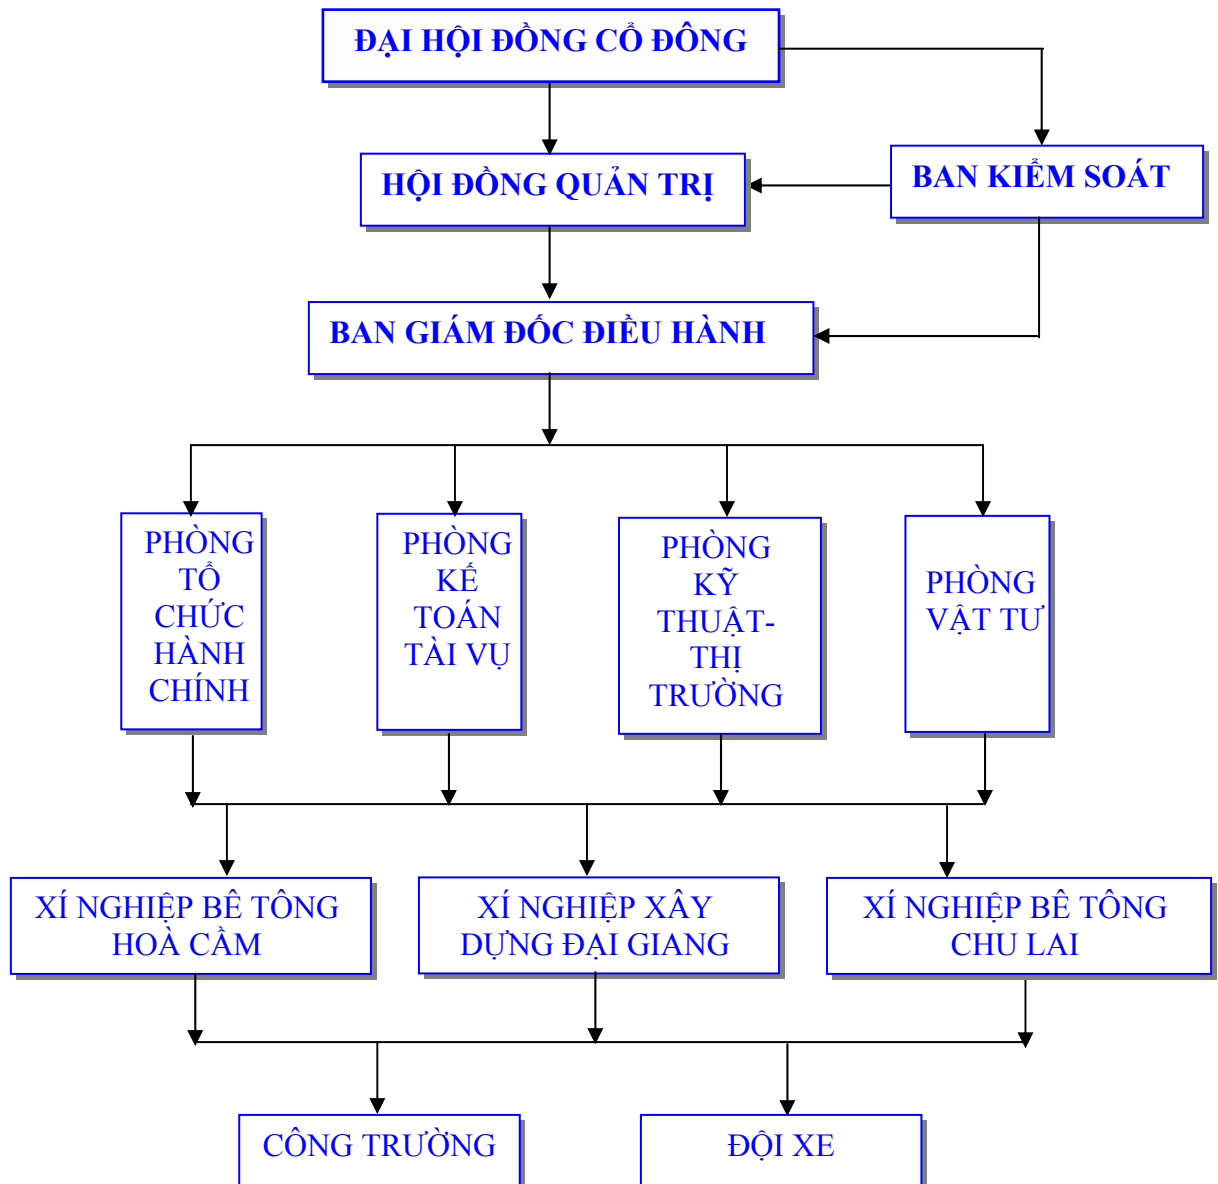 ĐẠI HỘI ĐỒNG CỔ ĐÔNG
HỘI ĐỒNG QUẢN TRỊ
BAN KIỂM SOÁT
BAN GIÁM ĐỐC ĐIỀU HÀNH
PHÒNG
TỔ
CHỨC
HÀNH
CHÍNH
PHÒNG
KẾ
TOÁN
TÀI VỤ
PHÒNG
KỸ
THUẬT-
THỊ
TRƯỜNG
PHÒNG
VẬT TƯ
XÍ NGHIỆP BÊ TÔNG
HOÀ CẦM
XÍ NGHIỆP XÂY
DỰNG ĐẠI GIANG
XÍ NGHIỆP BÊ TÔNG
CHU LAI
CÔNG TRƯỜNG
ĐỘI XE